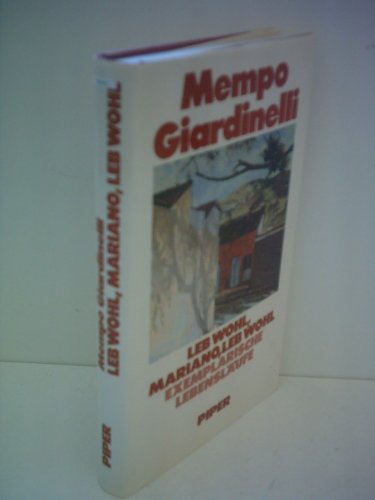 Mempo Giardinelli
LEB WOHL, MARIANO, LEB WOHL.
PIPER
Mempo
Giardinelli
LEB WOHL,
MARIANO, LEB WOHL
EXEMPLARISCHE
LEBENSLÄUFE
PIPER